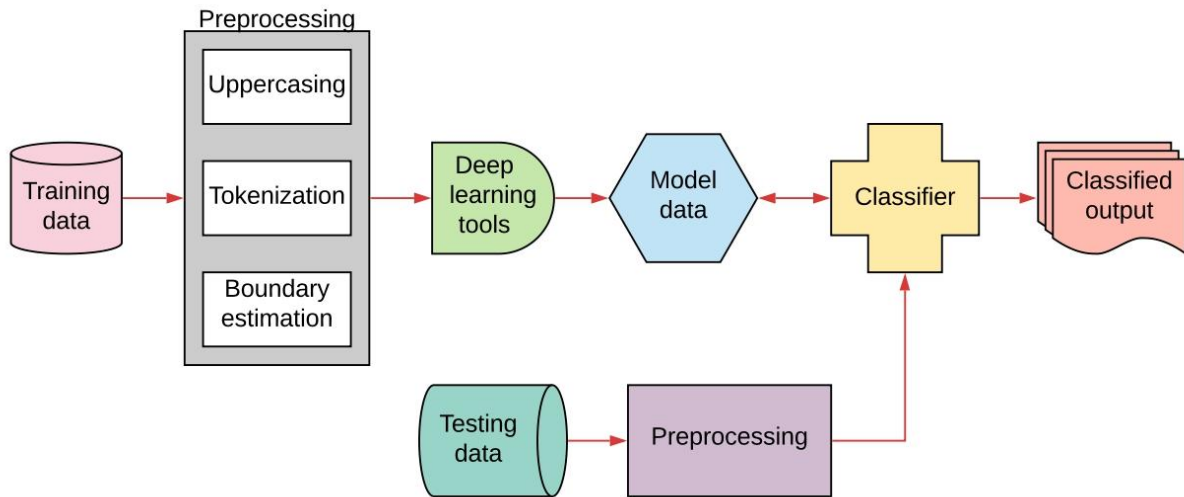 Preprocessing
Uppercasing
Tokenization
Boundary
estimation
Training
data
Deep
learning
tools
Model
data
Classifier
Classified
output
Testing
data
Preprocessing